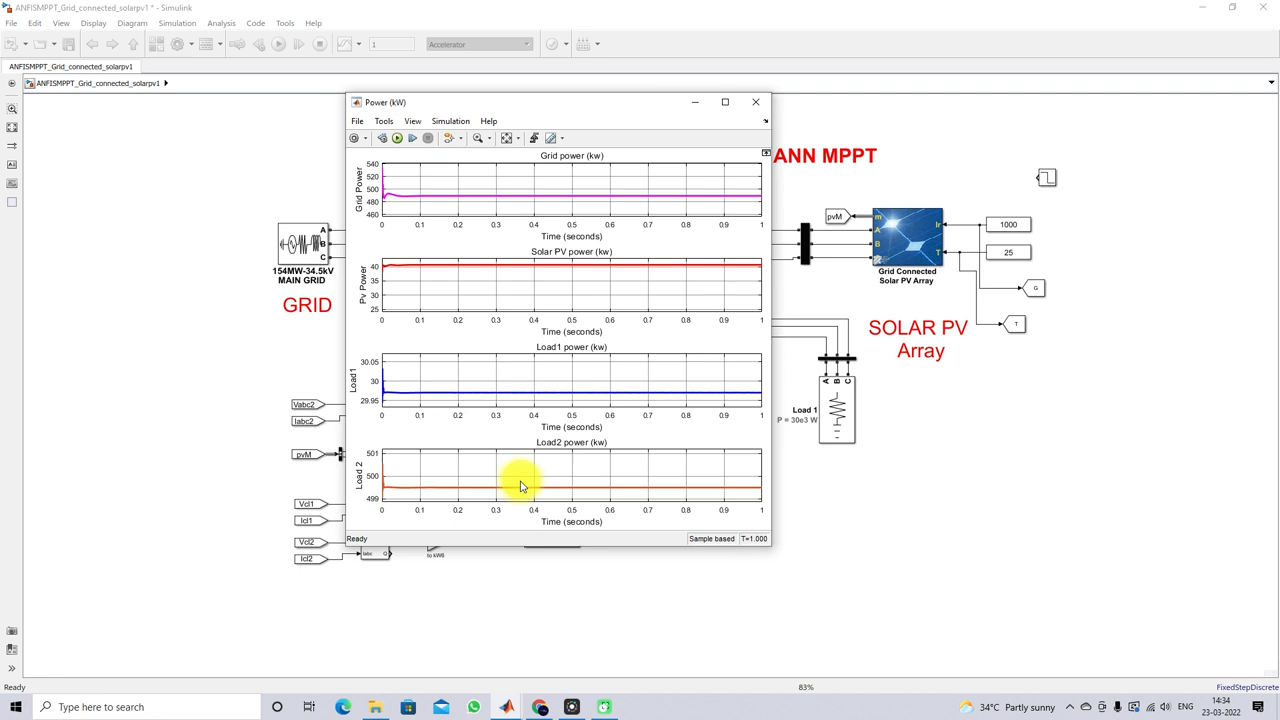 ANFISMPPT_Grid_connected_solarpv1 * - Simulink
File Edit View Display Diagram Simulation Analysis Code Tools Help
1 Accelerator
ANFISMPPT_Grid_connected_solarpv1
ANFISMPPT_Grid_connected_solarpv1
Power (kW)
File Tools View Simulation Help
Grid power (kw)
540
520
500
480
460
Grid Power
0 0.1 0.2 0.3 0.4 0.5 0.6 0.7 0.8 0.9 1
Time (seconds)
Solar PV power (kw)
40
35
30
25
Pv Power
0 0.1 0.2 0.3 0.4 0.5 0.6 0.7 0.8 0.9 1
Time (seconds)
Load1 power (kw)
30.05
30
29.95
Load1
0 0.1 0.2 0.3 0.4 0.5 0.6 0.7 0.8 0.9 1
Time (seconds)
Load2 power (kw)
501
500
499
Load 2
0 0.1 0.2 0.3 0.4 0.5 0.6 0.7 0.8 0.9 1
Time (seconds)
Ready Sample based T=1.000
ANN MPPT
A
B
C
154MW-34.5kV
MAIN GRID
GRID
pvM
m
A
B
C
Ir
T
1000
25
Grid Connected
Solar PV Array
G
T
SOLAR PV
Array
A B C
Load 1
P = 30e3 W
Vabc2
Iabc2
pvM
Vcl1
Icl1
Vcl2
Icl2
Iabc Q
to kW6
Ready 83% FixedStepDiscrete
Type here to search
34°C Partly sunny
ENG
14:34
23-03-2022